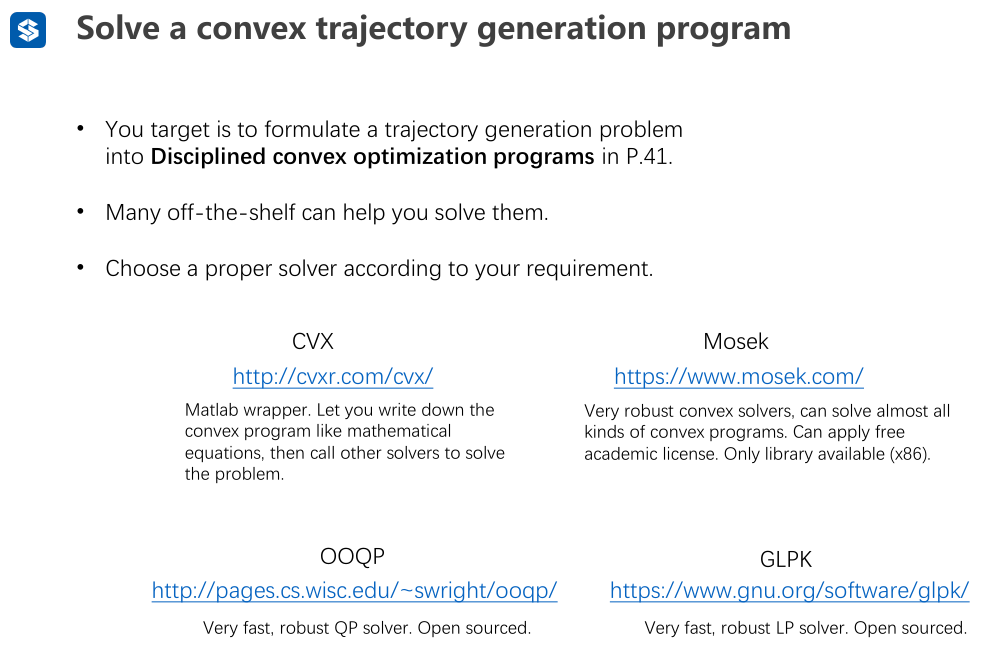 Solve a convex trajectory generation program
• You target is to formulate a trajectory generation problem
into Disciplined convex optimization programs in P.41.
• Many off-the-shelf can help you solve them.
• Choose a proper solver according to your requirement.
CVX
http://cvxr.com/cvx/
Matlab wrapper. Let you write down the
convex program like mathematical
equations, then call other solvers to solve
the problem.
Mosek
https://www.mosek.com/
Very robust convex solvers, can solve almost all
kinds of convex programs. Can apply free
academic license. Only library available (x86).
OOQP
http://pages.cs.wisc.edu/~swright/ooqp/
Very fast, robust QP solver. Open sourced.
GLPK
https://www.gnu.org/software/glpk/
Very fast, robust LP solver. Open sourced.